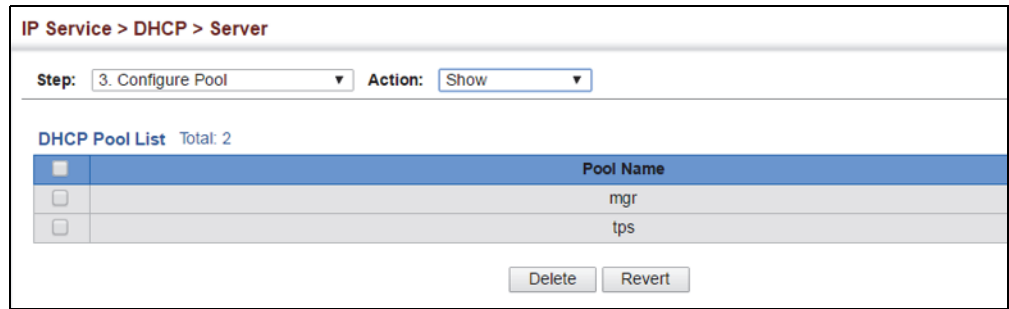 IP Service > DHCP > Server
Step: 3. Configure Pool Action: Show
DHCP Pool List Total: 2
Pool Name
mgr
tps
Delete Revert